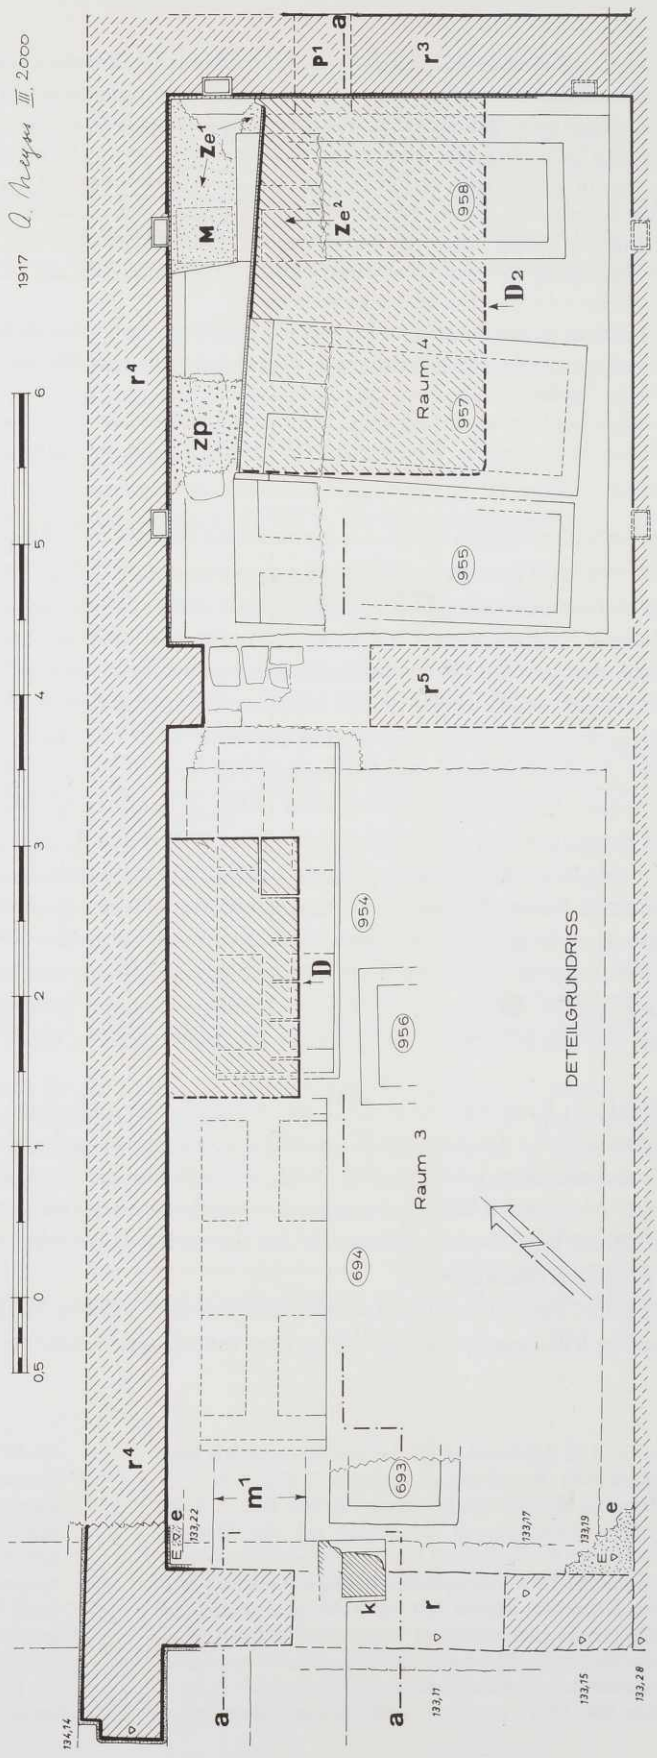 1917 A. Neyses III. 2000
0,5 0 1 2 3 4 5 6
134,14
r⁴
r⁴
P¹
a
r³
Ze¹
M
Ze²
zp
D2
Raum 4
958
957
955
r⁵
D
954
956
Raum 3
694
m¹
693
E
e
133,22
k
r
a
a
133,11
133,17
133,19
E
e
133,15
133,28
DETEILGRUNDRISS